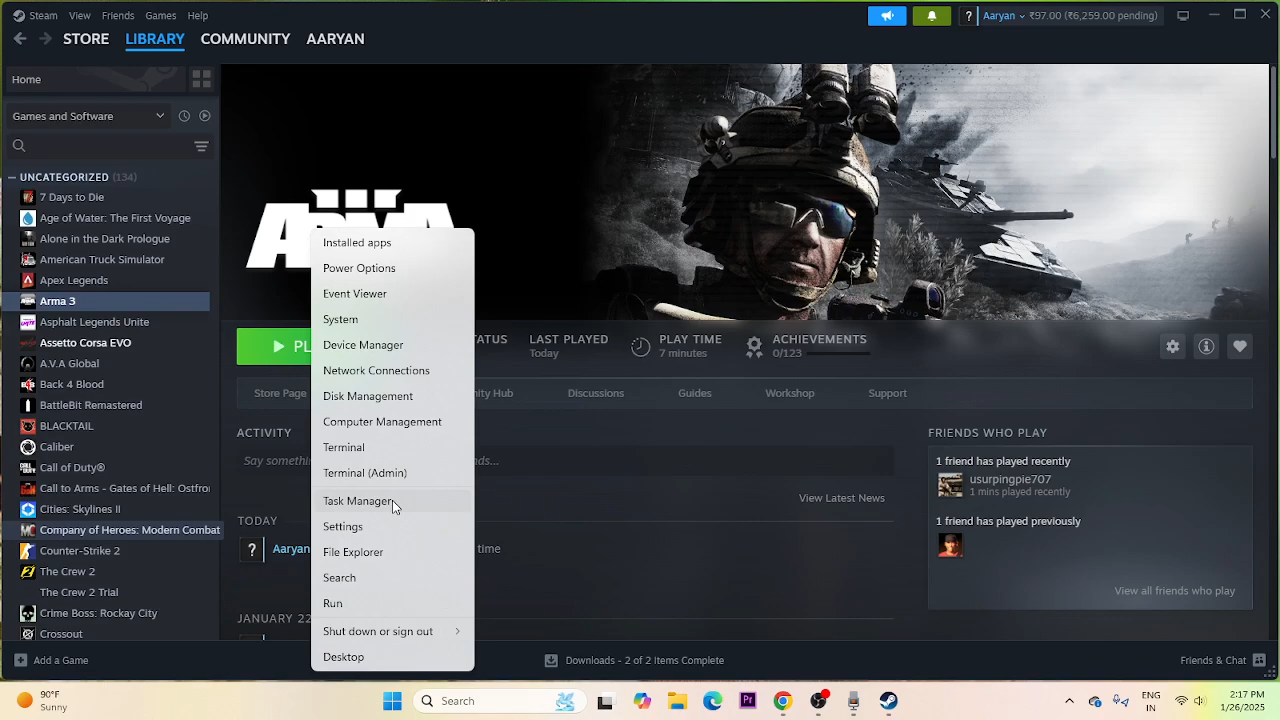 Steam View Friends Games Help
Aaryan ₹97.00 (₹6,259.00 pending)
STORE LIBRARY COMMUNITY AARYAN
Home
Games and Software
UNCATEGORIZED (134)
7 Days to Die
Age of Water: The First Voyage
Alone in the Dark Prologue
American Truck Simulator
Apex Legends
Arma 3
Asphalt Legends Unite
Assetto Corsa EVO
A.V.A Global
Back 4 Blood
BattleBit Remastered
BLACKTAIL
Caliber
Call of Duty®
Call to Arms - Gates of Hell: Ostfror
Cities: Skylines II
Company of Heroes: Modern Combat
Counter-Strike 2
The Crew 2
The Crew 2 Trial
Crime Boss: Rockay City
Crossout
ARMA
Installed apps
Power Options
Event Viewer
System
Device Manager
Network Connections
Disk Management
Computer Management
Terminal
Terminal (Admin)
Task Manager
Settings
File Explorer
Search
Run
Shut down or sign out
Desktop
PL
ATUS
LAST PLAYED
Today
PLAY TIME
7 minutes
ACHIEVEMENTS
0/123
Store Page
nity Hub
Discussions
Guides
Workshop
Support
ACTIVITY
Say somethin
nds...
View Latest News
TODAY
Aaryan
time
JANUARY 22
FRIENDS WHO PLAY
1 friend has played recently
usurpingpie707
1 mins played recently
1 friend has played previously
View all friends who play
Add a Game
Downloads - 2 of 2 Items Complete
Friends & Chat
90°F
Sunny
Search
ENG
IN
2:17 PM
1/26/2025